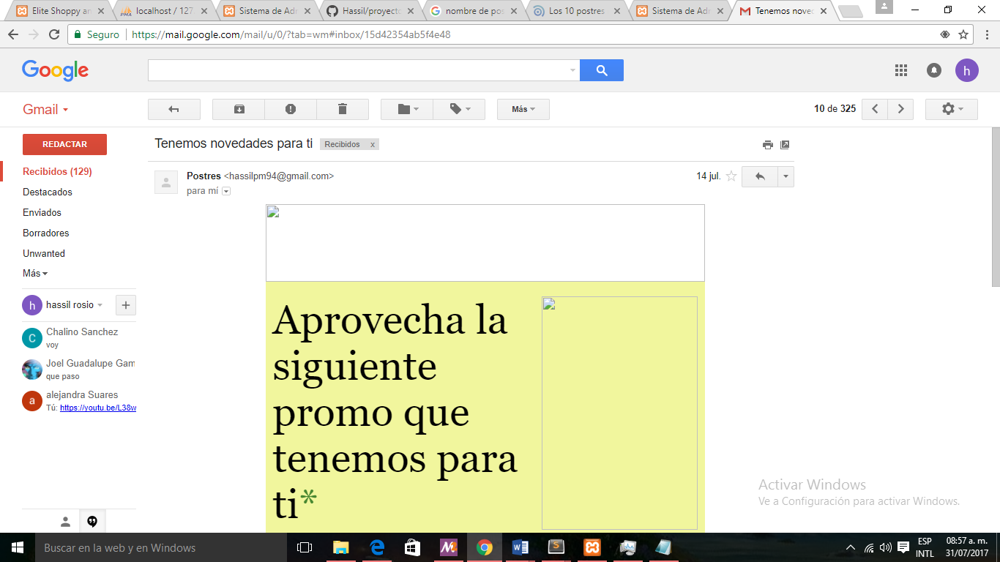 Elite Shoppy an
localhost / 127
Sistema de Adm
Hassil/proyecto
nombre de pos
Los 10 postres
Sistema de Adm
Tenemos noved
Seguro
https://mail.google.com/mail/u/0/?tab=wm#inbox/15d42354ab5f4e48
Google
h
Gmail
Más
10 de 325
REDACTAR
Tenemos novedades para ti
Recibidos x
Recibidos (129)
Destacados
Enviados
Borradores
Unwanted
Más
Postres <hassilpm94@gmail.com>
14 jul.
para mí
h
hassil rosio
C
Chalino Sanchez
voy
Joel Guadalupe Gam
que paso
a
alejandra Suares
Tú: https://youtu.be/L38w
Aprovecha la
siguiente
promo que
tenemos para
ti*
Activar Windows
Ve a Configuración para activar Windows.
Buscar en la web y en Windows
ESP
INTL
08:57 a. m.
31/07/2017